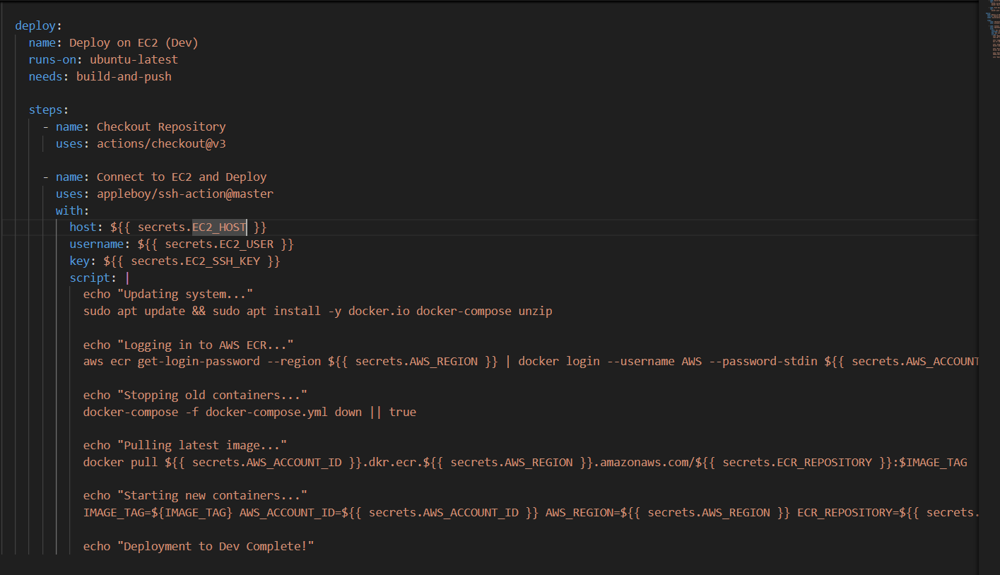 deploy:
name: Deploy on EC2 (Dev)
runs-on: ubuntu-latest
needs: build-and-push
steps:
- name: Checkout Repository
uses: actions/checkout@v3
- name: Connect to EC2 and Deploy
uses: appleboy/ssh-action@master
with:
host: ${{ secrets.EC2_HOST }}
username: ${{ secrets.EC2_USER }}
key: ${{ secrets.EC2_SSH_KEY }}
script: |
echo "Updating system..."
sudo apt update && sudo apt install -y docker.io docker-compose unzip
echo "Logging in to AWS ECR..."
aws ecr get-login-password --region ${{ secrets.AWS_REGION }} | docker login --username AWS --password-stdin ${{ secrets.AWS_ACCOUNT
echo "Stopping old containers..."
docker-compose -f docker-compose.yml down || true
echo "Pulling latest image..."
docker pull ${{ secrets.AWS_ACCOUNT_ID }}.dkr.ecr.${{ secrets.AWS_REGION }}.amazonaws.com/${{ secrets.ECR_REPOSITORY }}:$IMAGE_TAG
echo "Starting new containers..."
IMAGE_TAG=${IMAGE_TAG} AWS_ACCOUNT_ID=${{ secrets.AWS_ACCOUNT_ID }} AWS_REGION=${{ secrets.AWS_REGION }} ECR_REPOSITORY=${{ secrets.
echo "Deployment to Dev Complete!"